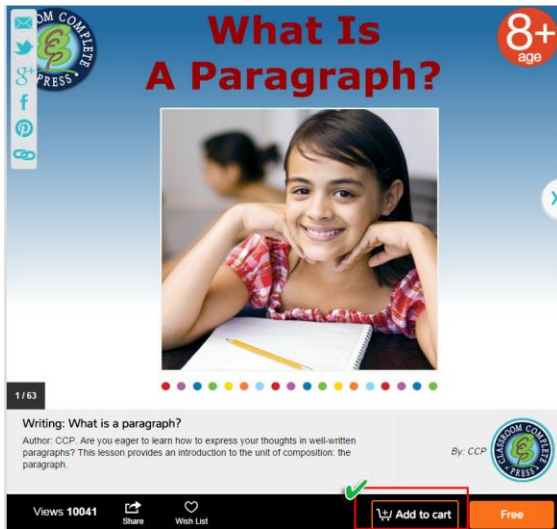 What Is
A Paragraph?
8+
age
OOM COMPLETE
PRESS
g+
f
1 / 63
Writing: What is a paragraph?
Author: CCP. Are you eager to learn how to express your thoughts in well-written
paragraphs? This lesson provides an introduction to the unit of composition: the
paragraph.
By: CCP
CLASSROOM COMPLETE
PRESS
Views 10041
Share
Wish List
Add to cart
Free